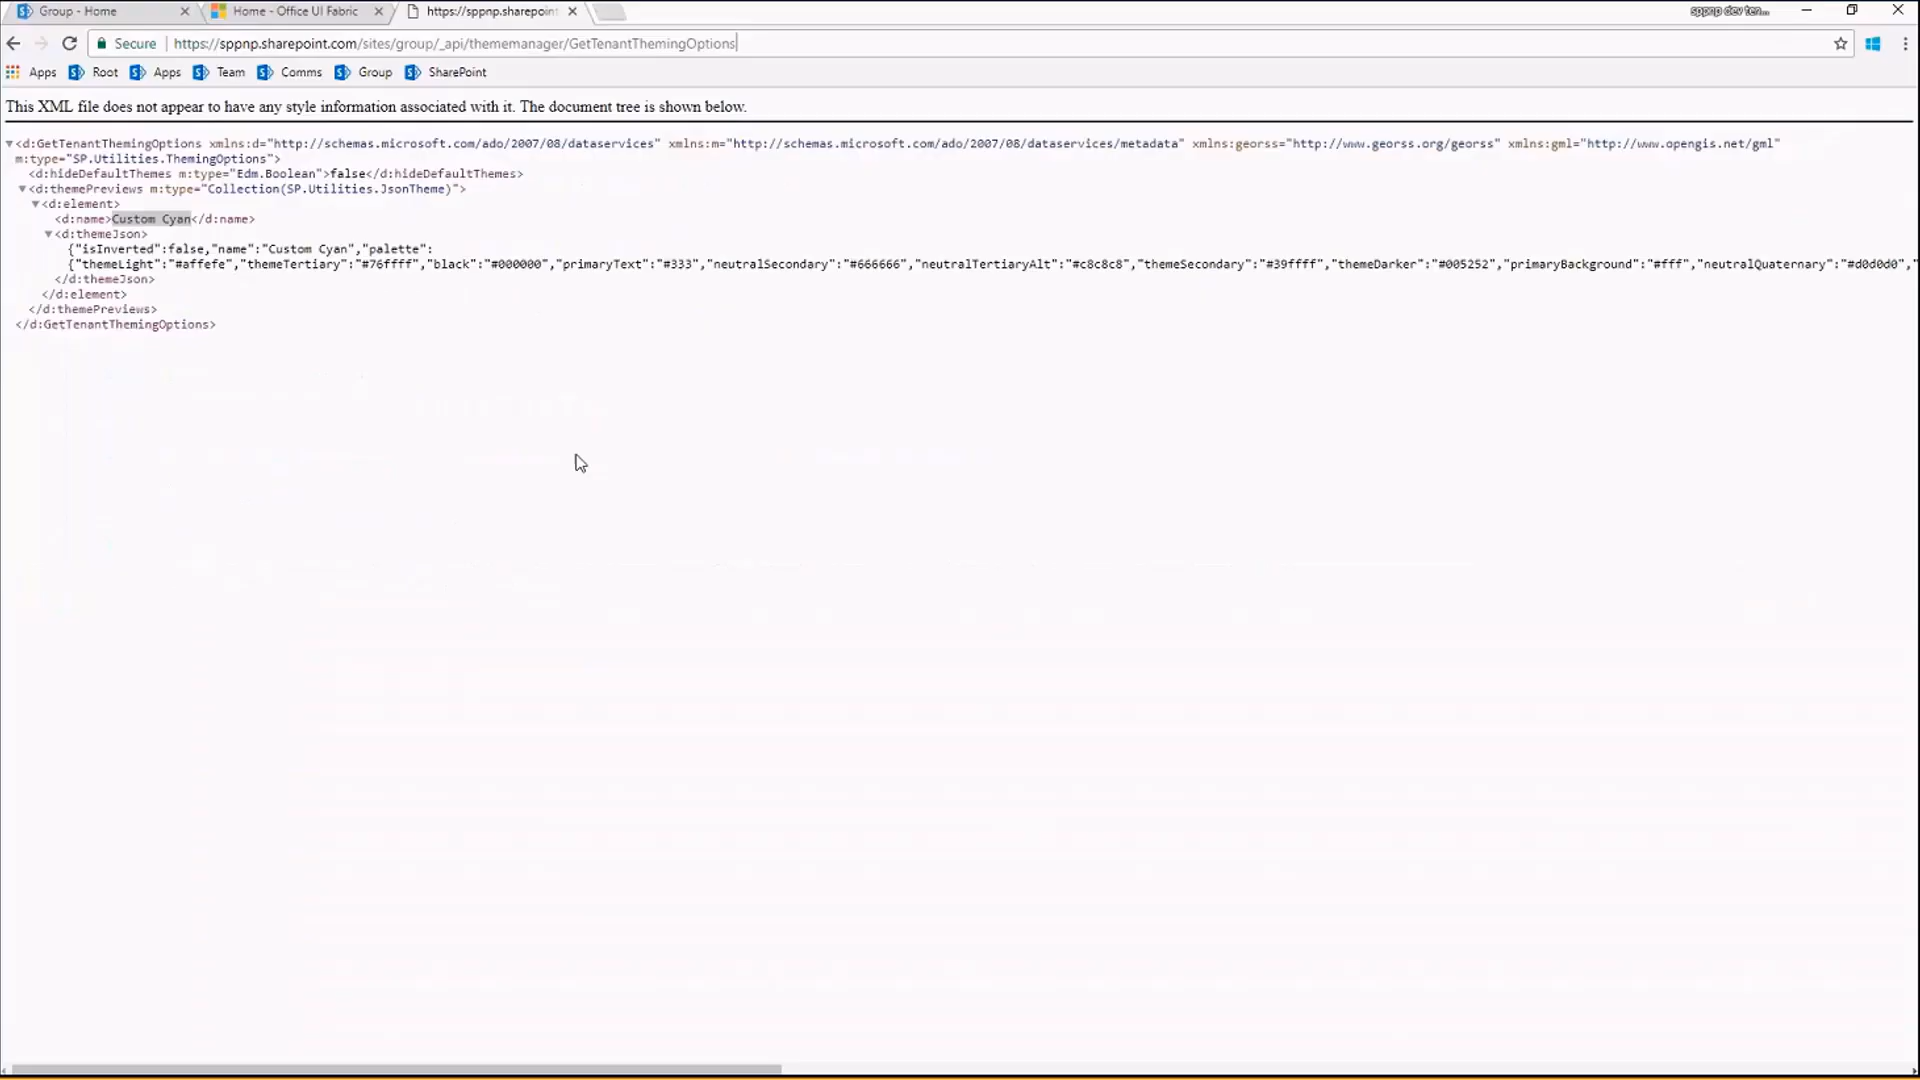 Group - Home
Home - Office UI Fabric
https://sppnp.sharepoint
sppnp dev ten...
Secure
https://sppnp.sharepoint.com/sites/group/_api/thememanager/GetTenantThemingOptions
Apps
Root
Apps
Team
Comms
Group
SharePoint
This XML file does not appear to have any style information associated with it. The document tree is shown below.
<d:GetTenantThemingOptions xmlns:d="http://schemas.microsoft.com/ado/2007/08/dataservices" xmlns:m="http://schemas.microsoft.com/ado/2007/08/dataservices/metadata" xmlns:georss="http://www.georss.org/georss" xmlns:gml="http://www.opengis.net/gml"
m:type="SP.Utilities.ThemingOptions">
<d:hideDefaultThemes m:type="Edm.Boolean">false</d:hideDefaultThemes>
<d:themePreviews m:type="Collection(SP.Utilities.JsonTheme)">
<d:element>
<d:name>Custom Cyan</d:name>
<d:themeJson>
{"isInverted":false,"name":"Custom Cyan","palette":
{"themeLight":"#affefe","themeTertiary":"#76ffff","black":"#000000","primaryText":"#333","neutralSecondary":"#666666","neutralTertiaryAlt":"#c8c8c8","themeSecondary":"#39ffff","themeDarker":"#005252","primaryBackground":"#fff","neutralQuaternary":"#d0d0d0","
</d:themeJson>
</d:element>
</d:themePreviews>
</d:GetTenantThemingOptions>